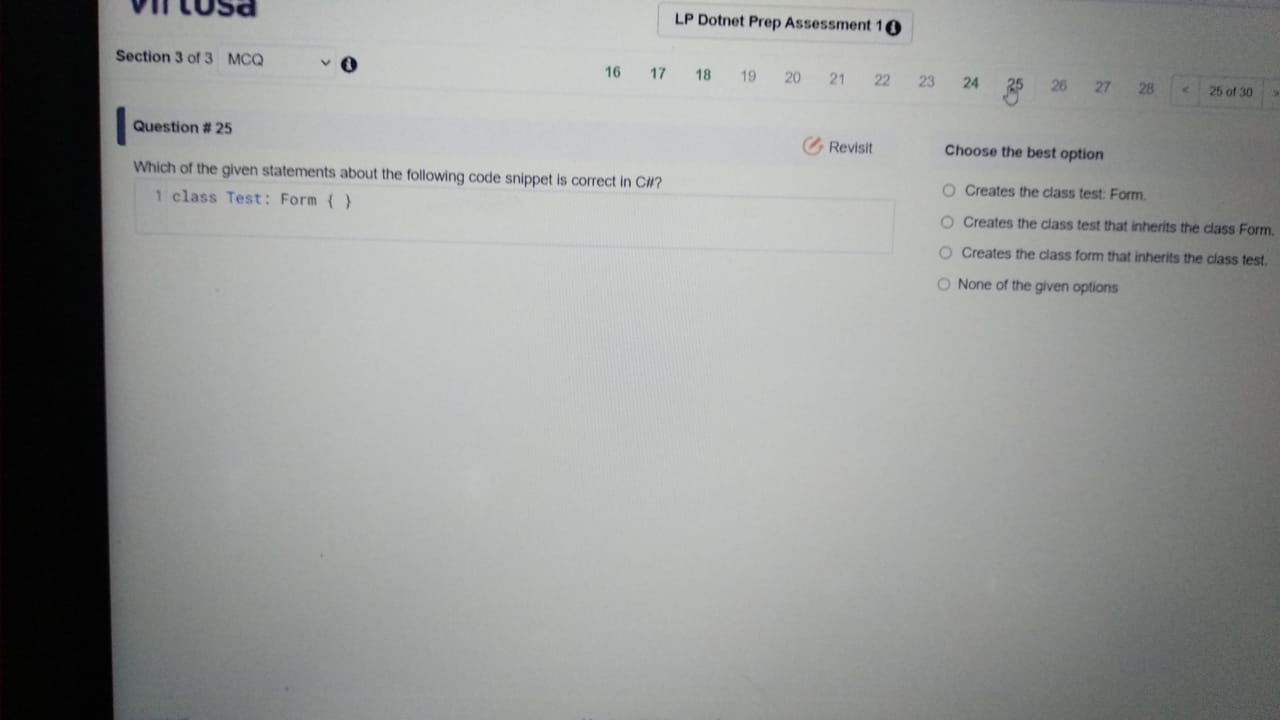 virtusa
LP Dotnet Prep Assessment 1
Section 3 of 3 MCQ
16 17 18 19 20 21 22 23 24 25 26 27 28 < 25 of 30 >
Question # 25
Revisit
Which of the given statements about the following code snippet is correct in C#?
1 class Test: Form { }
Choose the best option
Creates the class test: Form.
Creates the class test that inherits the class Form.
Creates the class form that inherits the class test.
None of the given options